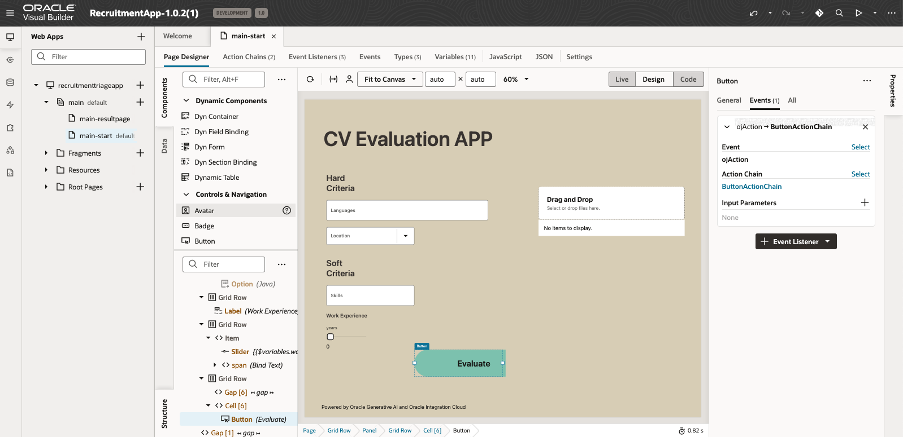 ORACLE
Visual Builder
RecruitmentApp-1.0.2(1)
DEVELOPMENT
1.0
Web Apps
Filter
recruitmenttriageapp
main default
main-resultpage
main-start default
Fragments
Resources
Root Pages
Welcome
main-start
Page Designer
Action Chains (2)
Event Listeners (3)
Events
Types (3)
Variables (11)
JavaScript
JSON
Settings
Components
Data
Structure
Filter, Alt+F
Dynamic Components
Dyn Container
Dyn Field Binding
Dyn Form
Dyn Section Binding
Dynamic Table
Controls & Navigation
Avatar
Badge
Button
Filter
Option (Java)
Grid Row
Label (Work Experience)
Grid Row
Item
Slider [{$variables.wo
span (Bind Text)
Grid Row
Gap [6] ↔ gap ↔
Cell [6]
Button (Evaluate)
Gap [1] ↔ gap ↔
Fit to Canvas
auto
×
auto
60%
Live
Design
Code
CV Evaluation APP
Hard
Criteria
Languages
Location
Drag and Drop
Select or drop files here.
No items to display.
Soft
Criteria
Skills
Work Experience
years
0
Button
Evaluate
Powered by Oracle Generative AI and Oracle Integration Cloud
Page
Grid Row
Panel
Grid Row
Cell [6]
Button
0.82 s
Button
General
Events (1)
All
ojAction → ButtonActionChain
Event
Select
ojAction
Action Chain
Select
ButtonActionChain
Input Parameters
None
Event Listener
Properties